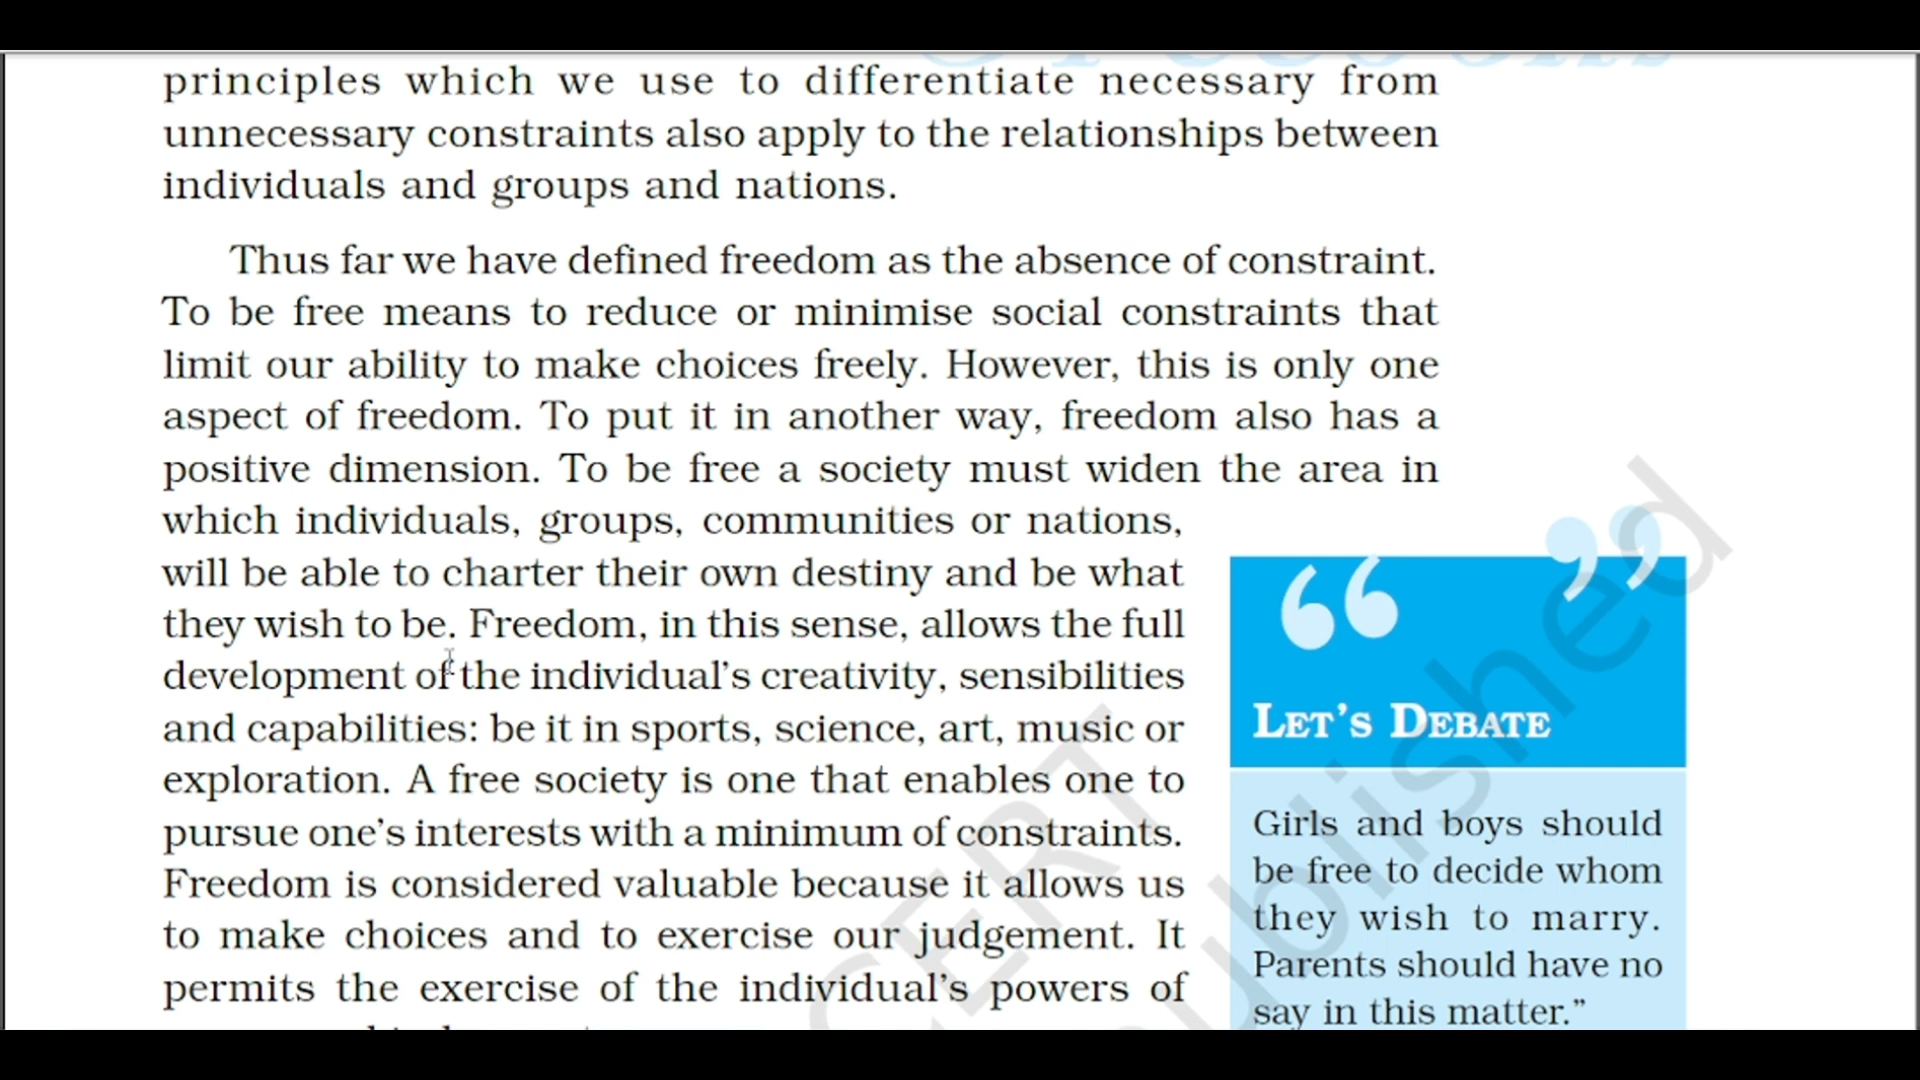 principles which we use to differentiate necessary from
unnecessary constraints also apply to the relationships between
individuals and groups and nations.
Thus far we have defined freedom as the absence of constraint.
To be free means to reduce or minimise social constraints that
limit our ability to make choices freely. However, this is only one
aspect of freedom. To put it in another way, freedom also has a
positive dimension. To be free a society must widen the area in
which individuals, groups, communities or nations,
will be able to charter their own destiny and be what
they wish to be. Freedom, in this sense, allows the full
development of the individual’s creativity, sensibilities
and capabilities: be it in sports, science, art, music or
exploration. A free society is one that enables one to
pursue one’s interests with a minimum of constraints.
Freedom is considered valuable because it allows us
to make choices and to exercise our judgement. It
permits the exercise of the individual’s powers of
“ ”
LET’S DEBATE
Girls and boys should
be free to decide whom
they wish to marry.
Parents should have no
say in this matter.”